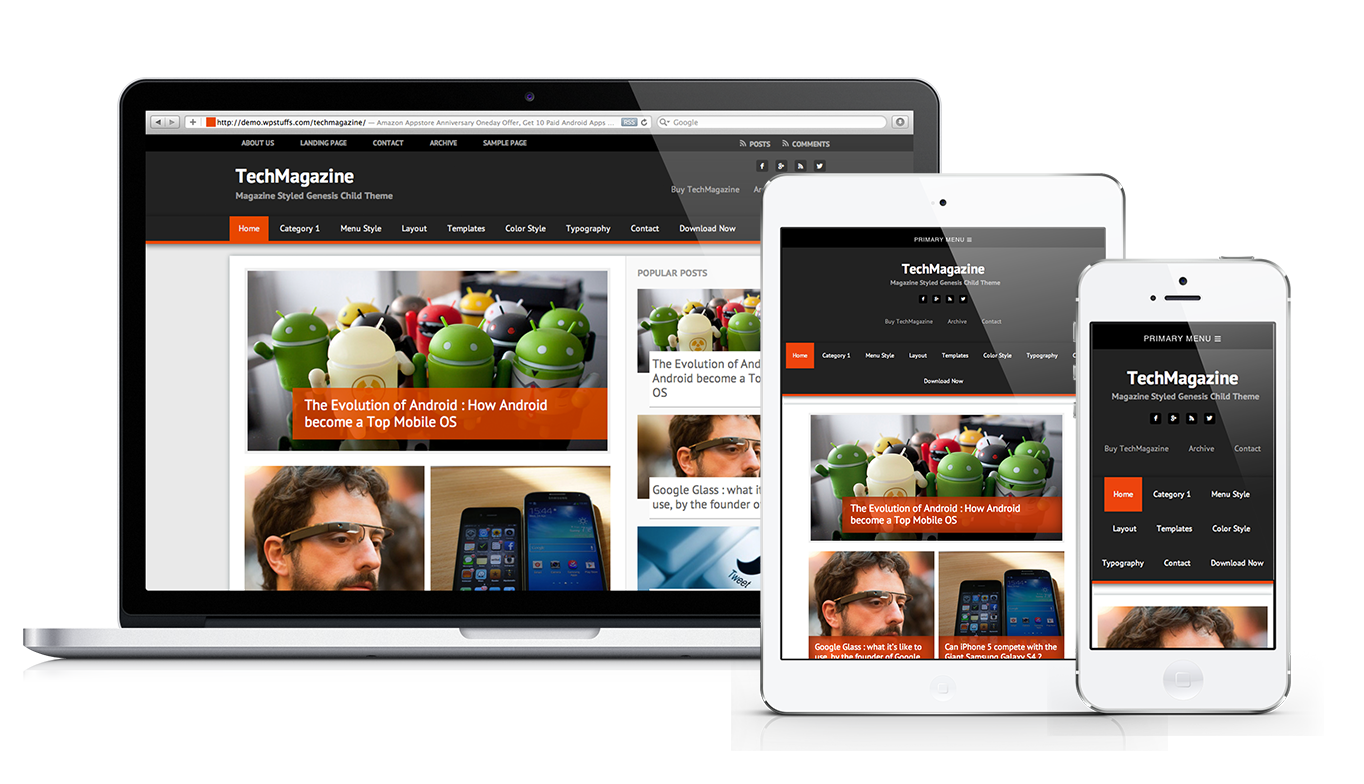 http://demo.wpstuffs.com/techmagazine/ — Amazon Appstore Anniversary Oneday Offer, Get 10 Paid Android Apps ... RSS Google
ABOUT US LANDING PAGE CONTACT ARCHIVE SAMPLE PAGE POSTS COMMENTS
TechMagazine
Magazine Styled Genesis Child Theme
Buy TechMagazine
Home Category 1 Menu Style Layout Templates Color Style Typography Contact Download Now
The Evolution of Android : How Android
become a Top Mobile OS
POPULAR POSTS
The Evolution of And
Android become a To
OS
Google Glass : what it
use, by the founder o
Tweet
15:44
PRIMARY MENU
TechMagazine
Magazine Styled Genesis Child Theme
Buy TechMagazine Archive Contact
Home Category 1 Menu Style Layout Templates Color Style Typography C
Download Now
The Evolution of Android : How Android
become a Top Mobile OS
Google Glass : what it's like to
use, by the founder of Google
Can iPhone 5 compete with the
Giant Samsung Galaxy S4 ?
PRIMARY MENU
TechMagazine
Magazine Styled Genesis Child Theme
Buy TechMagazine Archive Contact
Home Category 1 Menu Style
Layout Templates Color Style
Typography Contact Download Now